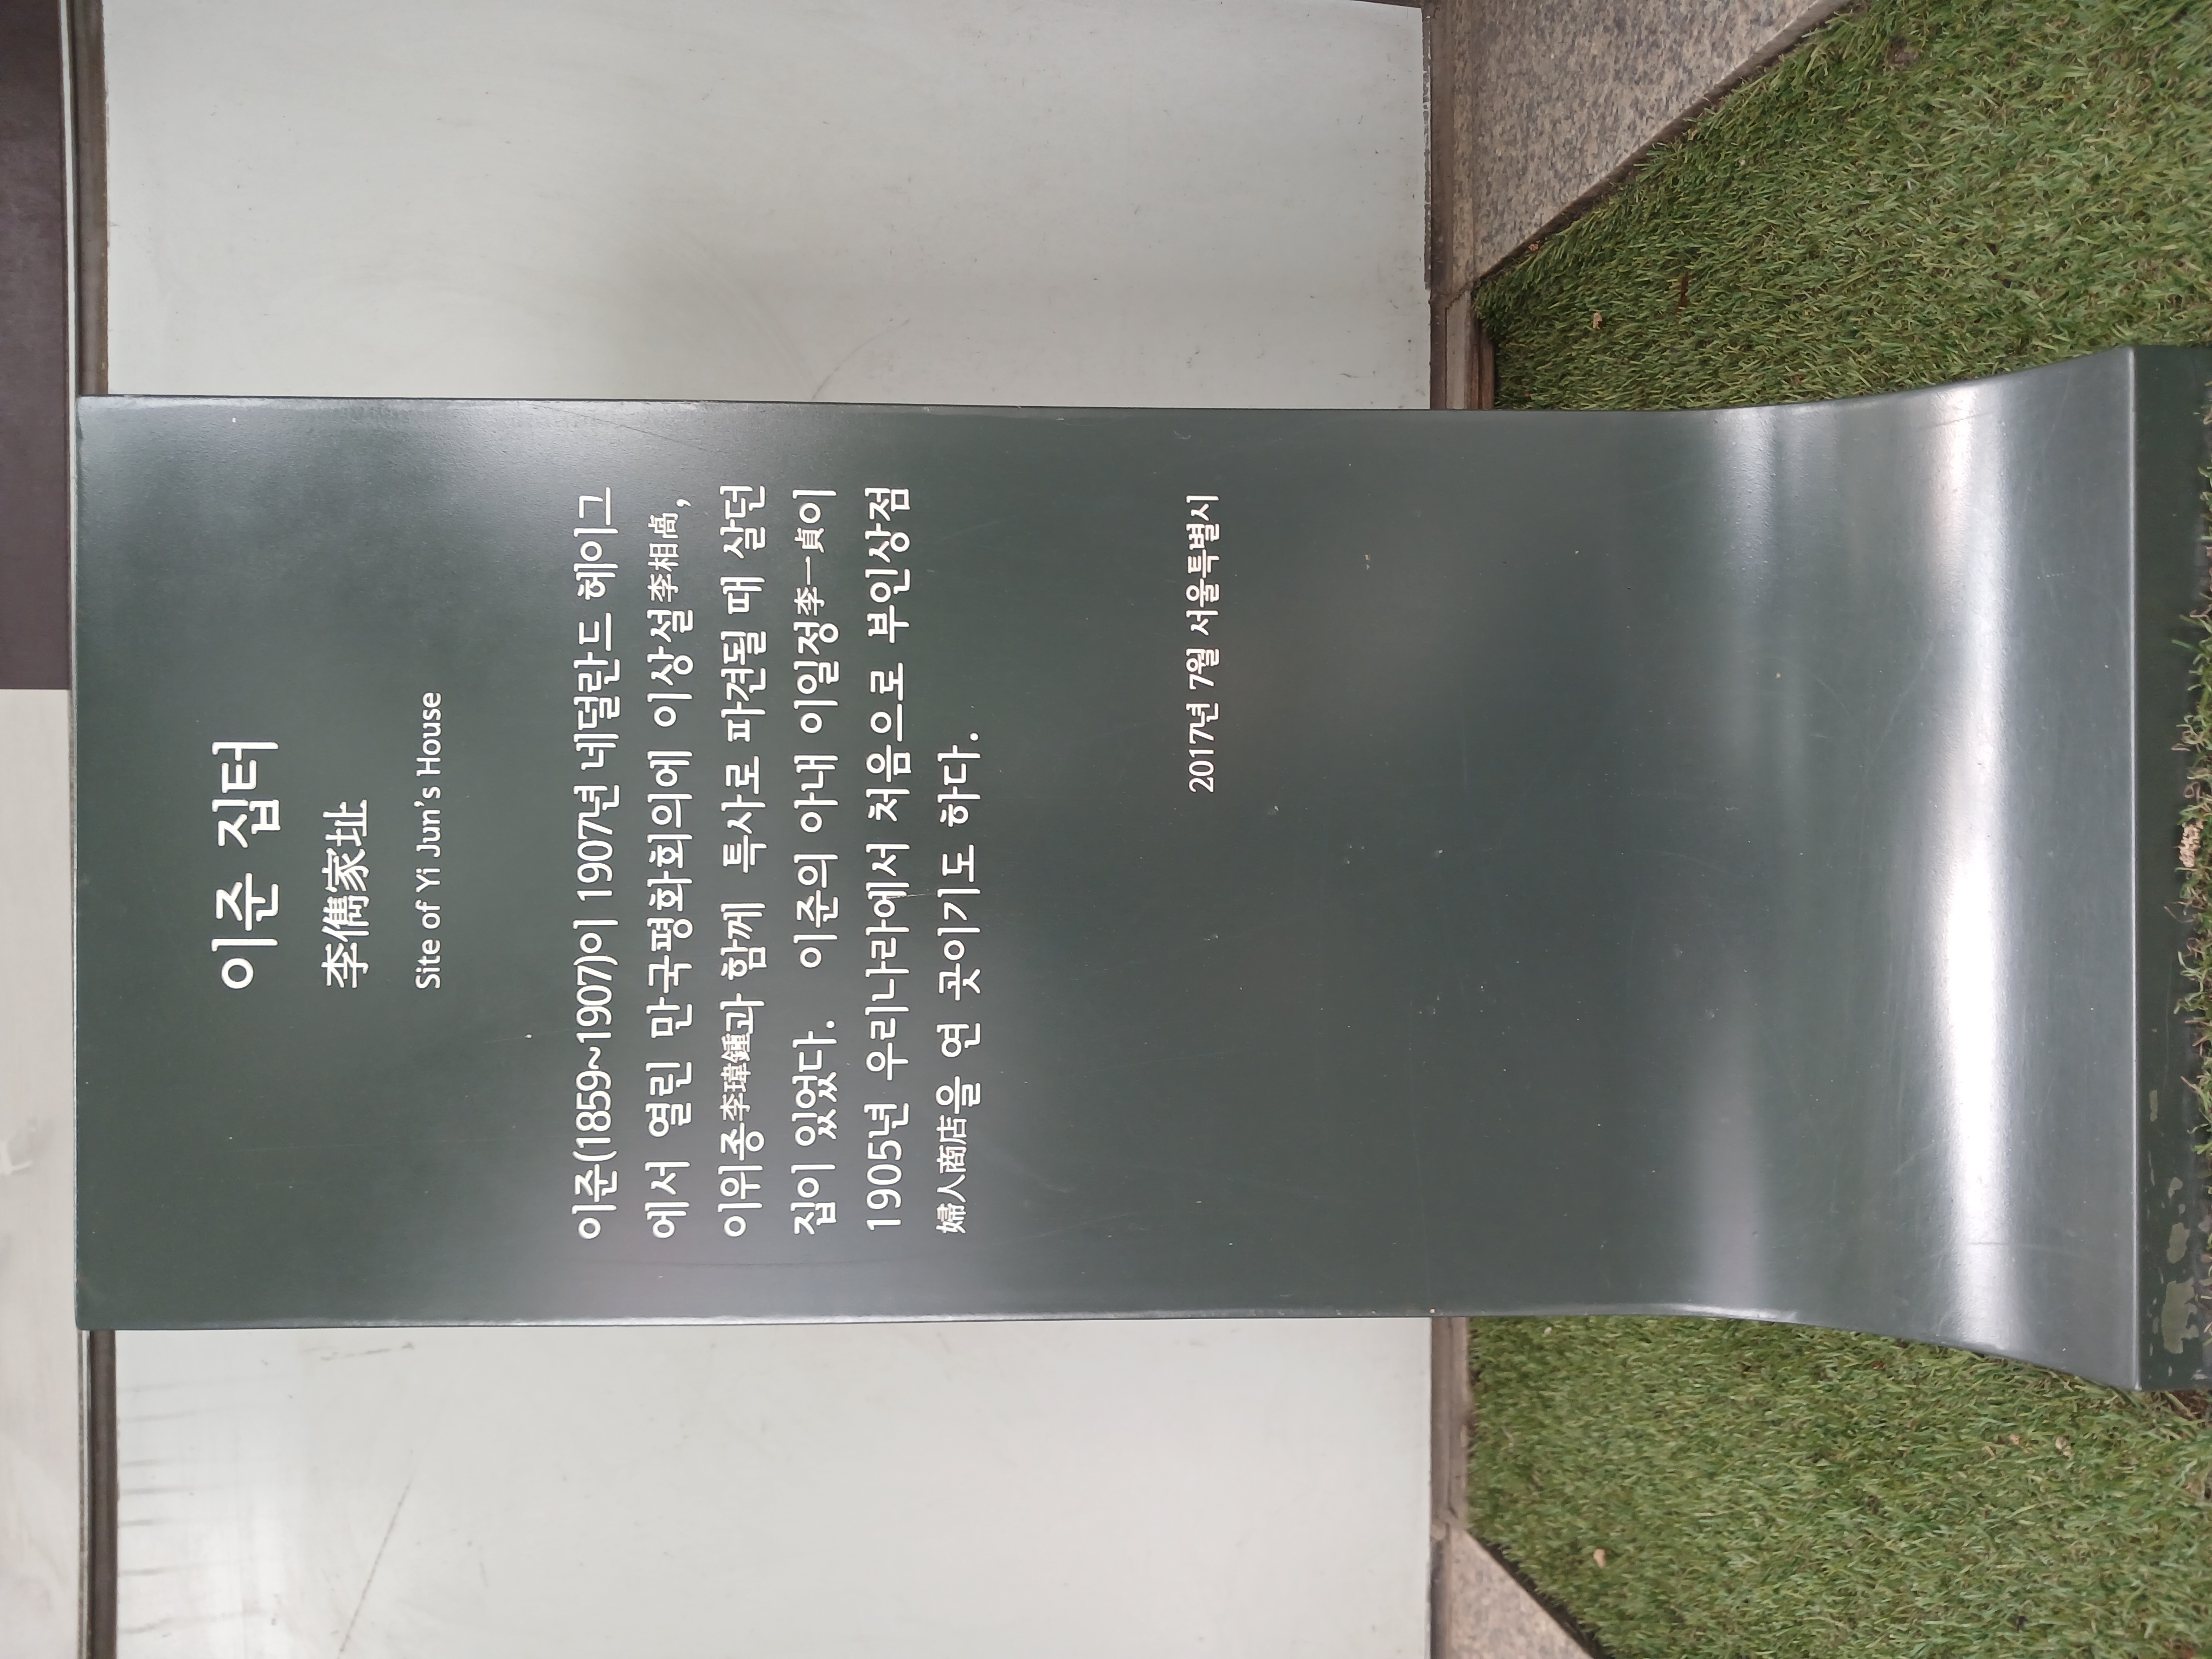 이준 집터
李儁家址
Site of Yi Jun's House
이준(1859~1907)이 1907년 네덜란드 헤이그
에서 열린 만국평화회의에 이상설李相卨,
이위종李瑋鍾과 함께 특사로 파견될 때 살던
집이 있었다. 이준의 아내 이일정李一貞이
1905년 우리나라에서 처음으로 부인상점
婦人商店을 연 곳이기도 하다.
2017년 7월 서울특별시